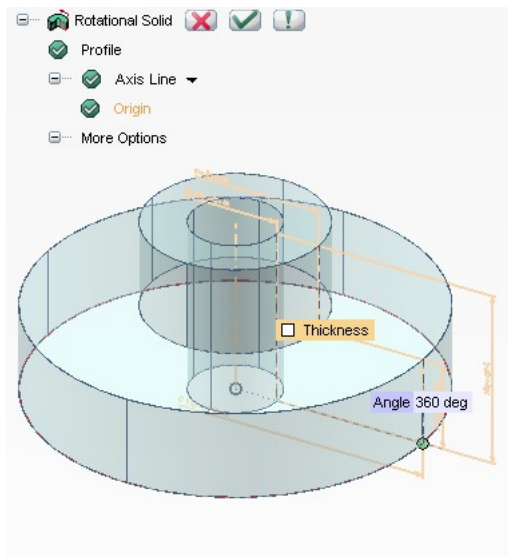 Rotational Solid
Profile
Axis Line
Origin
More Options
Thickness
Angle 360 deg